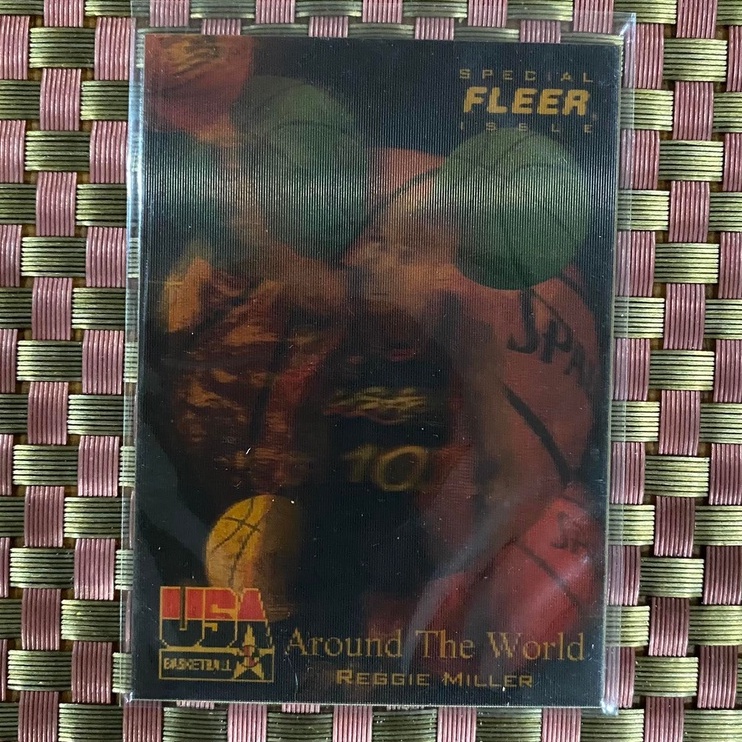 SPECIAL
FLEER
ISSUE
SPA
10
USA
BASKETBALL
Around The World
REGGIE MILLER